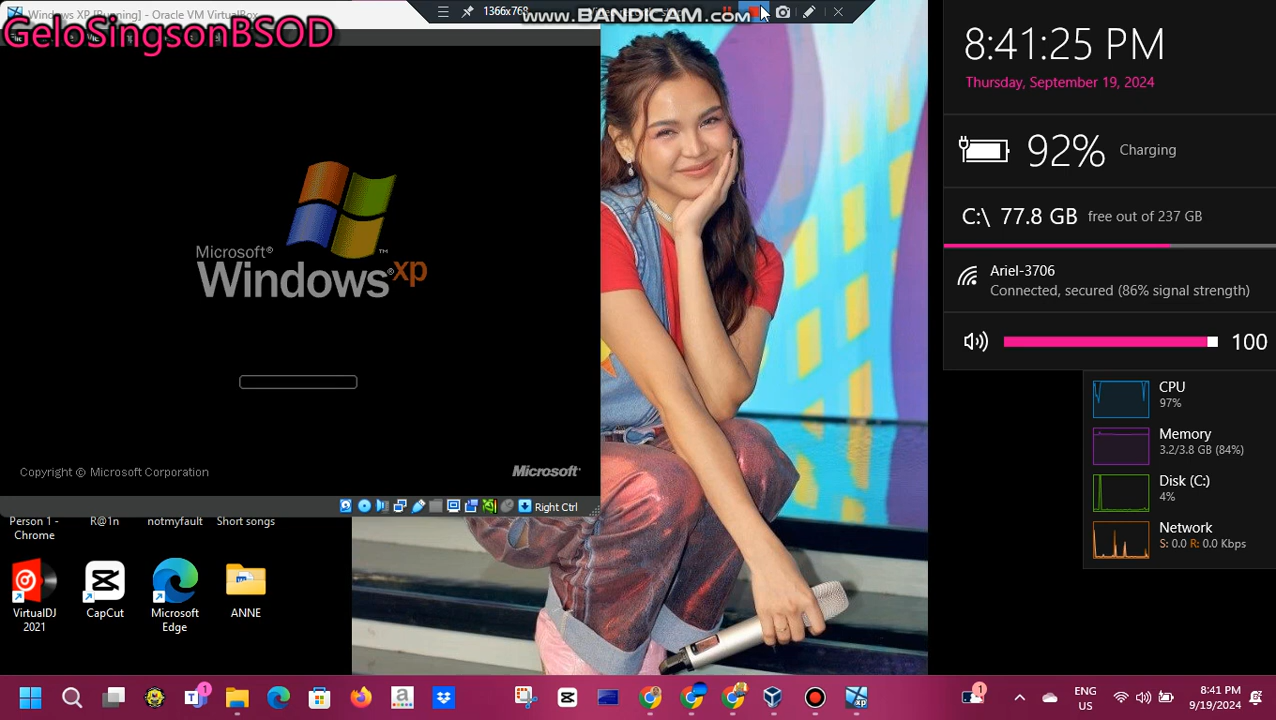 Windows XP [Running] - Oracle VM VirtualBox
GeloSingsonBSOD
1366x768
www.BANDICAM.com
Microsoft®
Windows® xp
™
Copyright © Microsoft Corporation
Microsoft®
Right Ctrl
Person 1 - Chrome
R@1n
notmyfault
Short songs
VirtualDJ 2021
CapCut
Microsoft Edge
ANNE
8:41:25 PM
Thursday, September 19, 2024
92% Charging
C:\ 77.8 GB free out of 237 GB
Ariel-3706
Connected, secured (86% signal strength)
100
CPU
97%
Memory
3.2/3.8 GB (84%)
Disk (C:)
4%
Network
S: 0.0 R: 0.0 Kbps
1
a
xp
1
ENG
US
8:41 PM
9/19/2024